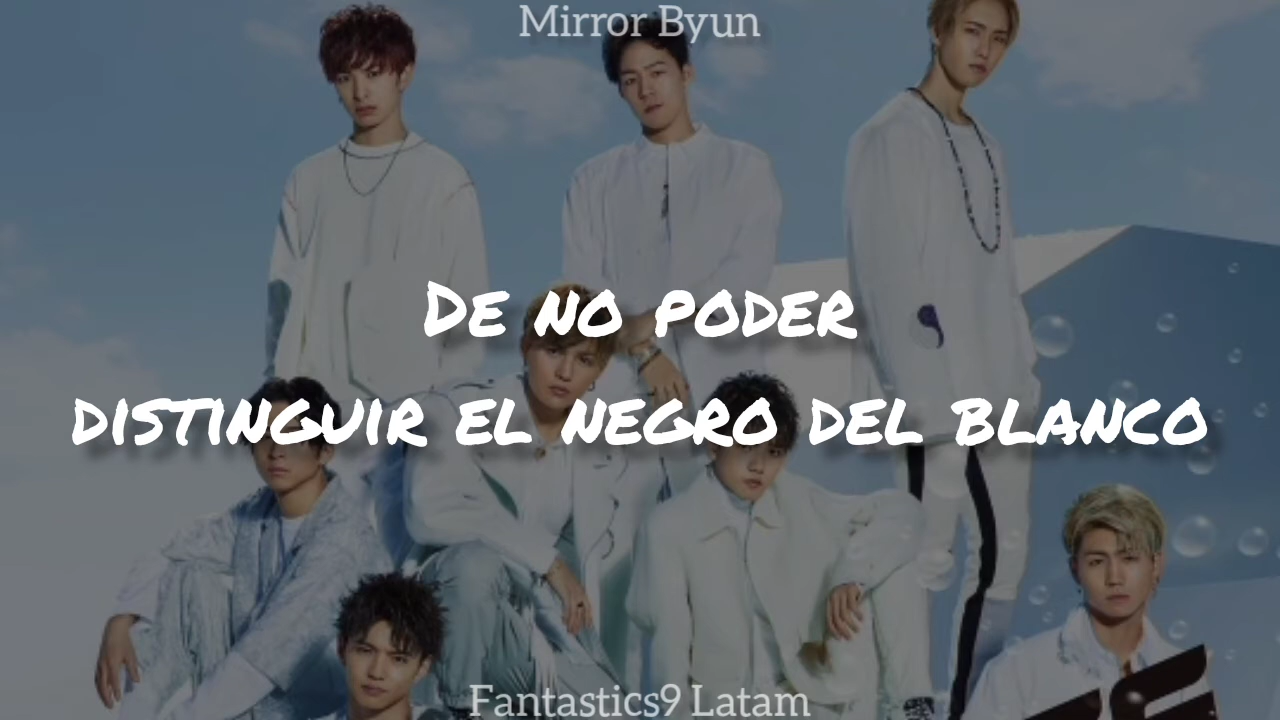 Mirror Byun
De no poder
distinguir el negro del blanco
Fantastics9 Latam